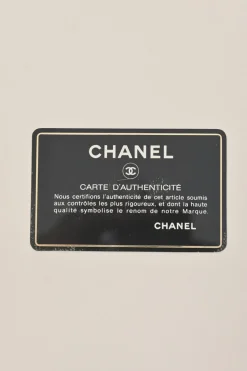 CHANEL
CARTE D'AUTHENTICITÉ
Nous certifions l'authenticité de cet article soumis
aux contrôles les plus rigoureux, et dont la haute
qualité symbolise le renom de notre Marque.
CHANEL